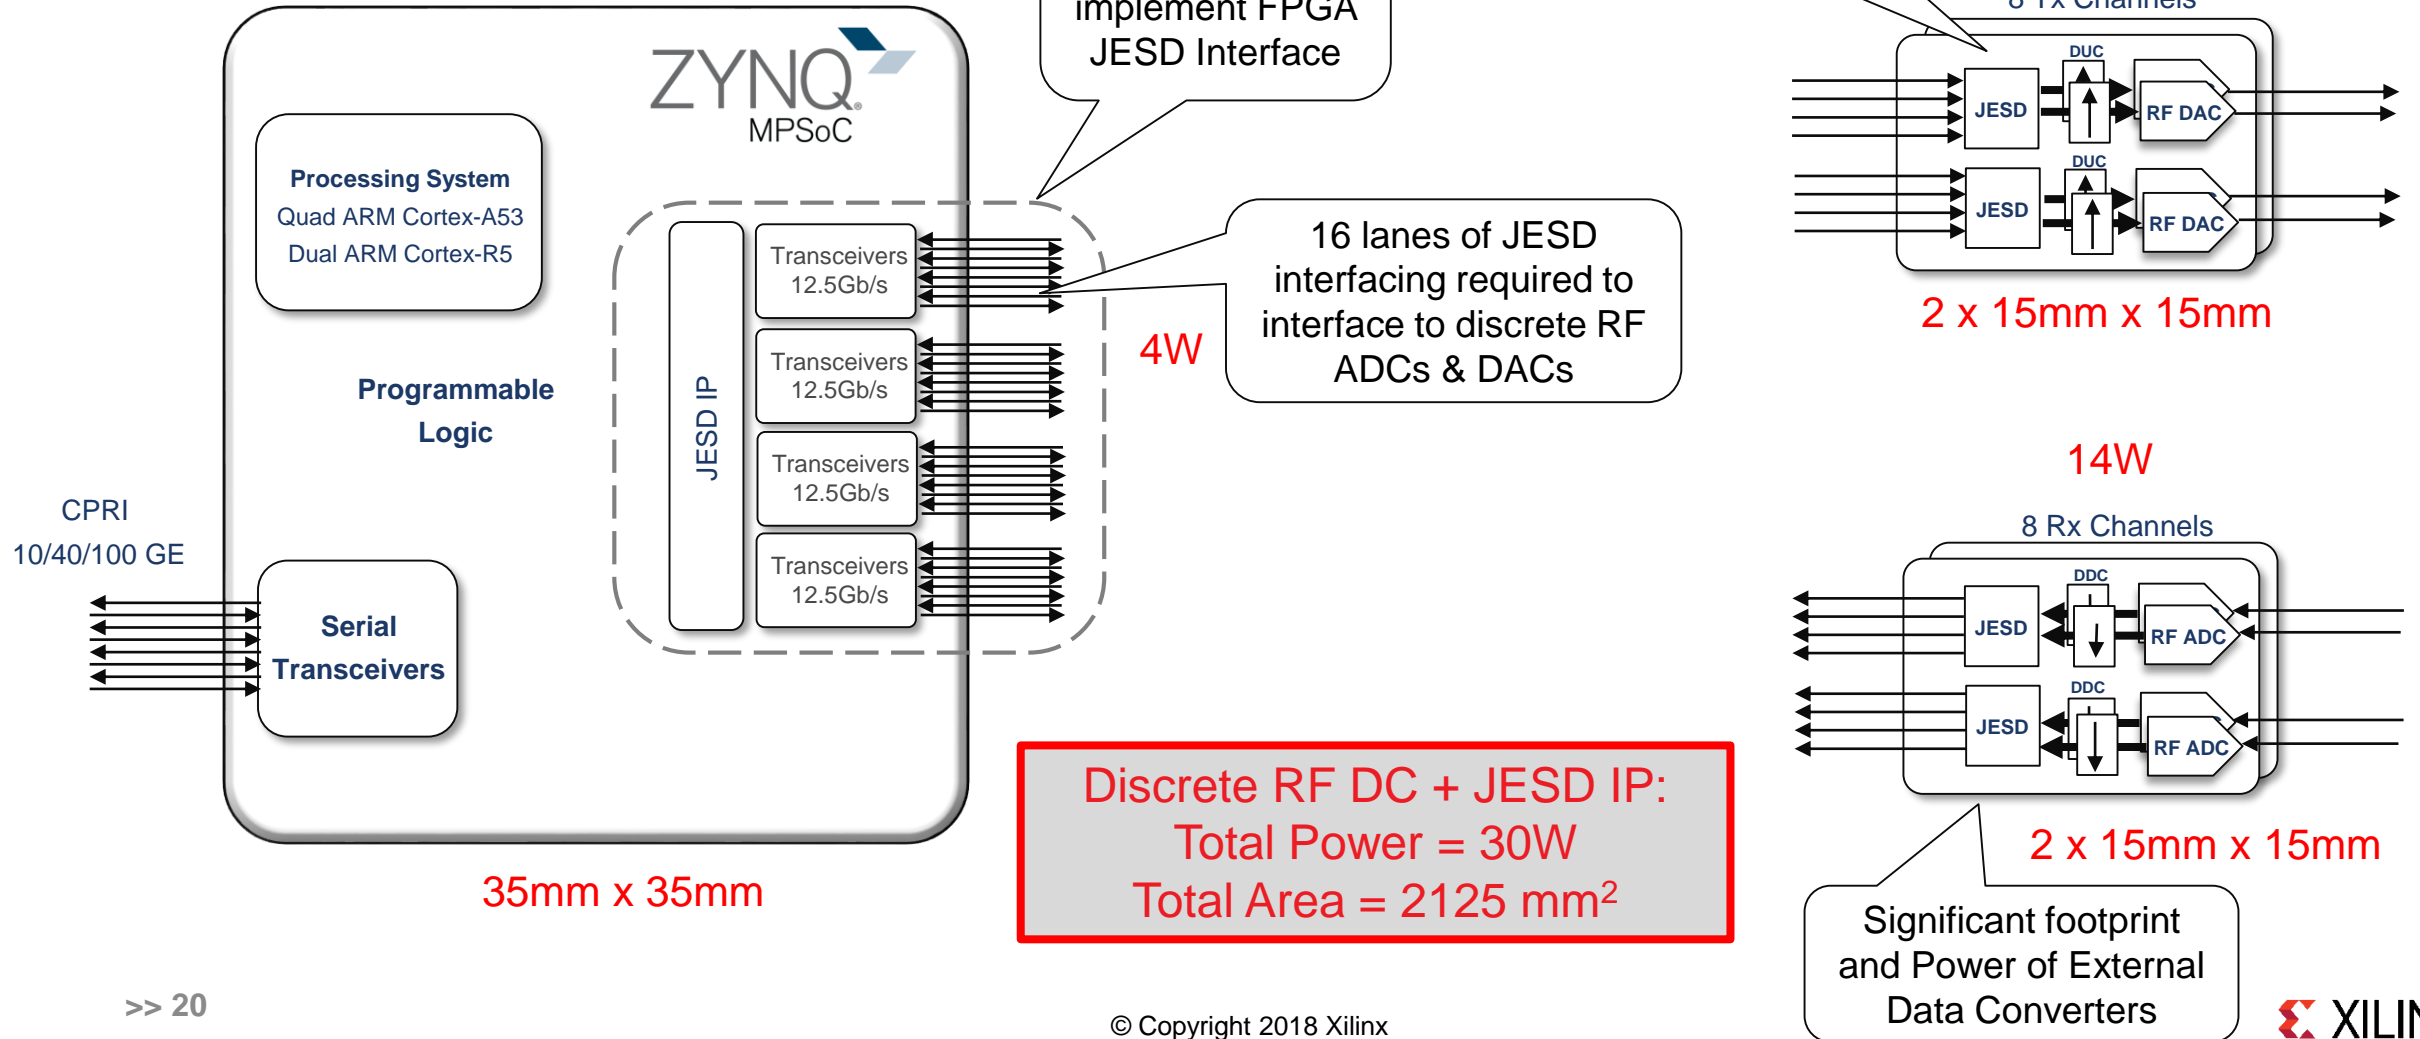 implement FPGA
JESD Interface
8 Tx Channels
ZYNQ®
MPSoC
Processing System
Quad ARM Cortex-A53
Dual ARM Cortex-R5
Programmable
Logic
JESD IP
Transceivers
12.5Gb/s
Transceivers
12.5Gb/s
Transceivers
12.5Gb/s
Transceivers
12.5Gb/s
4W
16 lanes of JESD
interfacing required to
interface to discrete RF
ADCs & DACs
DUC
JESD
RF DAC
DUC
JESD
RF DAC
2 x 15mm x 15mm
14W
8 Rx Channels
DDC
JESD
RF ADC
DDC
JESD
RF ADC
2 x 15mm x 15mm
CPRI
10/40/100 GE
Serial
Transceivers
35mm x 35mm
Discrete RF DC + JESD IP:
Total Power = 30W
Total Area = 2125 mm²
Significant footprint
and Power of External
Data Converters
>> 20
© Copyright 2018 Xilinx